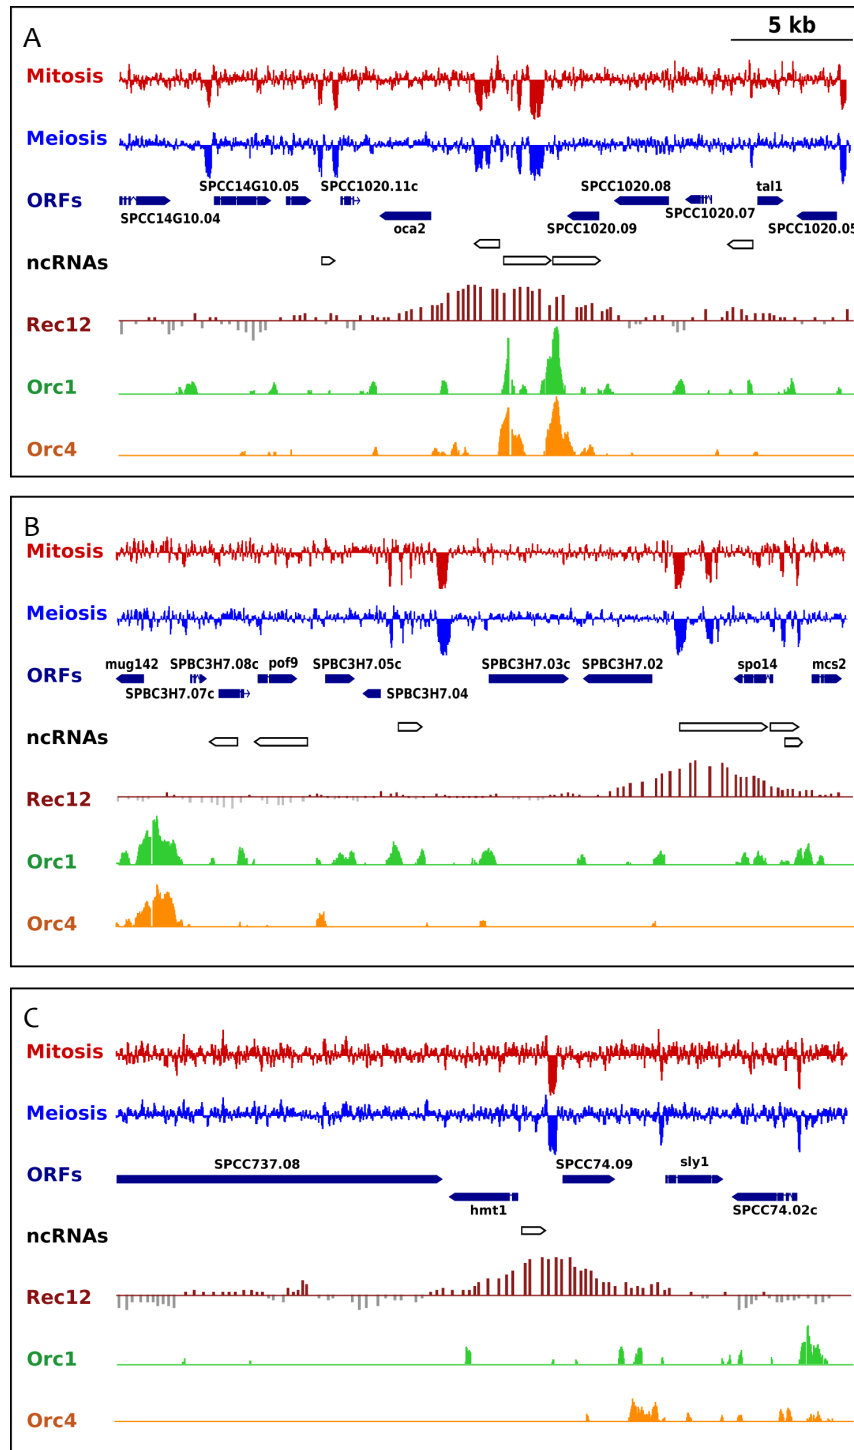 A
5 kb
Mitosis
Meiosis
SPCC14G10.05 SPCC1020.11c SPCC1020.08 tal1
ORFs
SPCC14G10.04 oca2 SPCC1020.09 SPCC1020.07 SPCC1020.05
ncRNAs
Rec12
Orc1
Orc4
B
Mitosis
Meiosis
mug142 SPBC3H7.08c pof9 SPBC3H7.05c SPBC3H7.03c SPBC3H7.02 spo14 mcs2
ORFs
SPBC3H7.07c SPBC3H7.04
ncRNAs
Rec12
Orc1
Orc4
C
Mitosis
Meiosis
SPCC737.08 SPCC74.09 sly1
ORFs
hmt1 SPCC74.02c
ncRNAs
Rec12
Orc1
Orc4